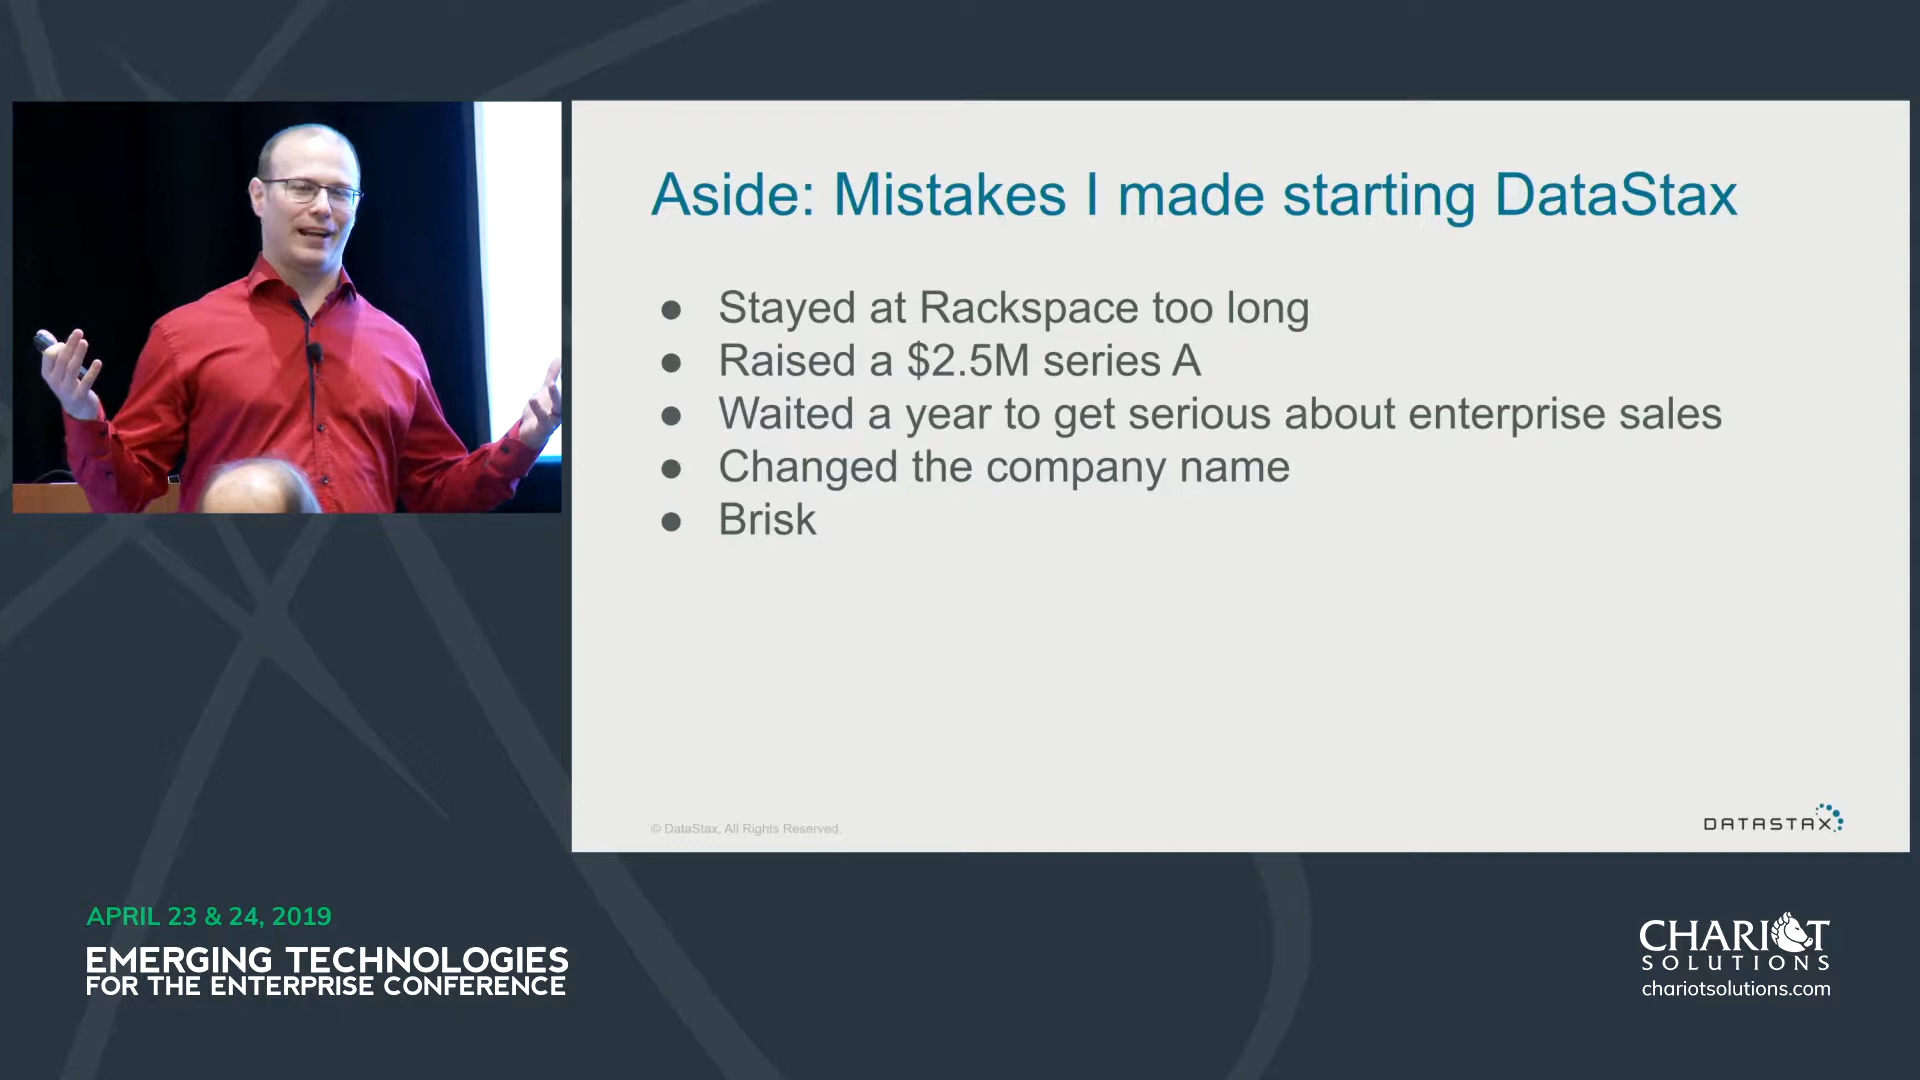 Aside: Mistakes I made starting DataStax
● Stayed at Rackspace too long
● Raised a $2.5M series A
● Waited a year to get serious about enterprise sales
● Changed the company name
● Brisk
© DataStax, All Rights Reserved.
DATASTAX
APRIL 23 & 24, 2019
EMERGING TECHNOLOGIES
FOR THE ENTERPRISE CONFERENCE
CHARIOT
SOLUTIONS
chariotsolutions.com